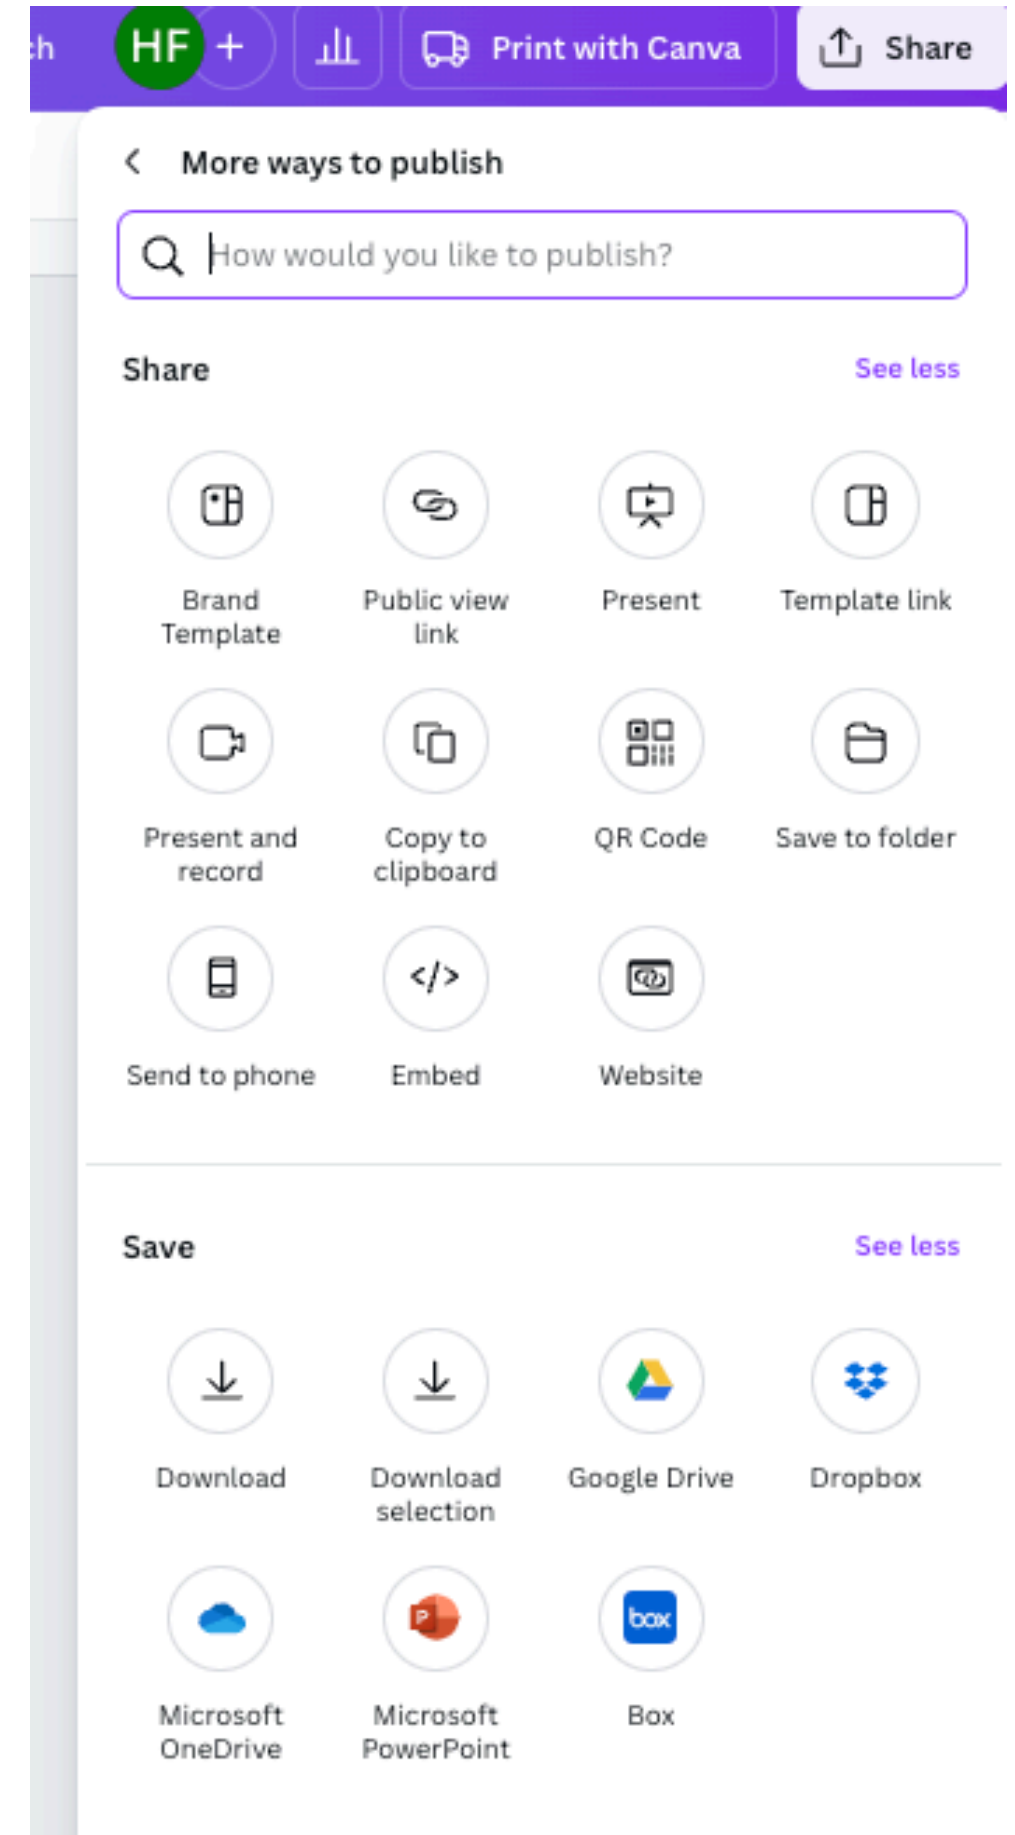 ch
HF
+
Print with Canva
Share
More ways to publish
How would you like to publish?
Share
See less
Brand
Template
Public view
link
Present
Template link
Present and
record
Copy to
clipboard
QR Code
Save to folder
Send to phone
</>
Embed
Website
Save
See less
Download
Download
selection
Google Drive
Dropbox
Microsoft
OneDrive
P
Microsoft
PowerPoint
box
Box